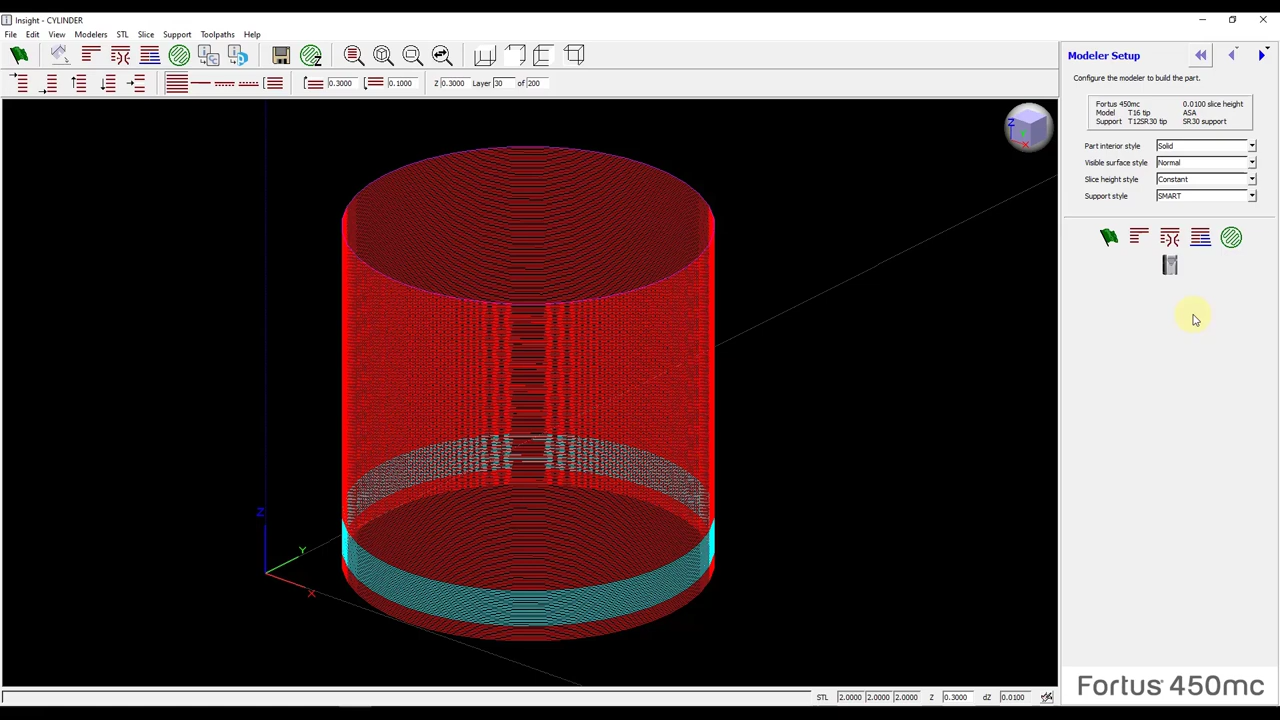 Insight - CYLINDER
File Edit View Modelers STL Slice Support Toolpaths Help
0.3000 0.1000 Z 0.3000 Layer 30 of 200
Modeler Setup
Configure the modeler to build the part.
Fortus 450mc 0.0100 slice height
Model T16 tip ASA
Support T12SR30 tip SR30 support
Part interior style Solid
Visible surface style Normal
Slice height style Constant
Support style SMART
Z
X
Z
Y
X
STL 2.0000 2.0000 2.0000 Z 0.3000 dZ 0.0100
Fortus 450mc